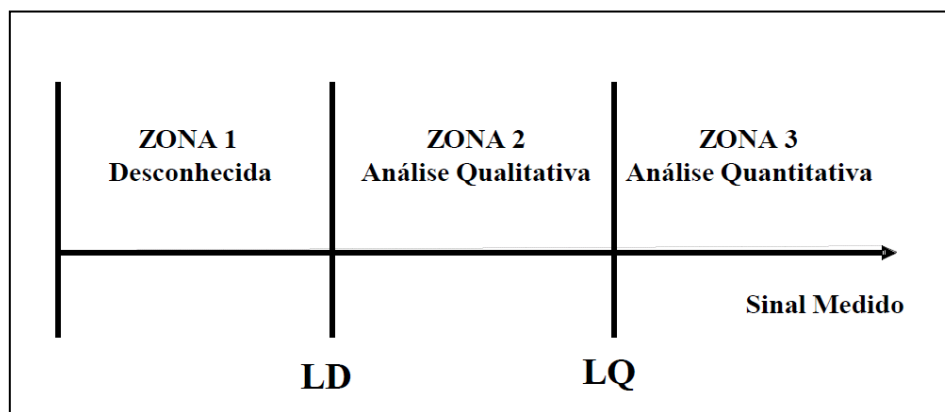 ZONA 1
Desconhecida
ZONA 2
Análise Qualitativa
ZONA 3
Análise Quantitativa
Sinal Medido
LD
LQ